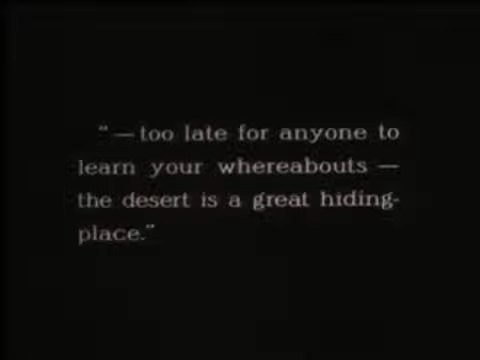 “—too late for anyone to
learn your whereabouts —
the desert is a great hiding-
place.”